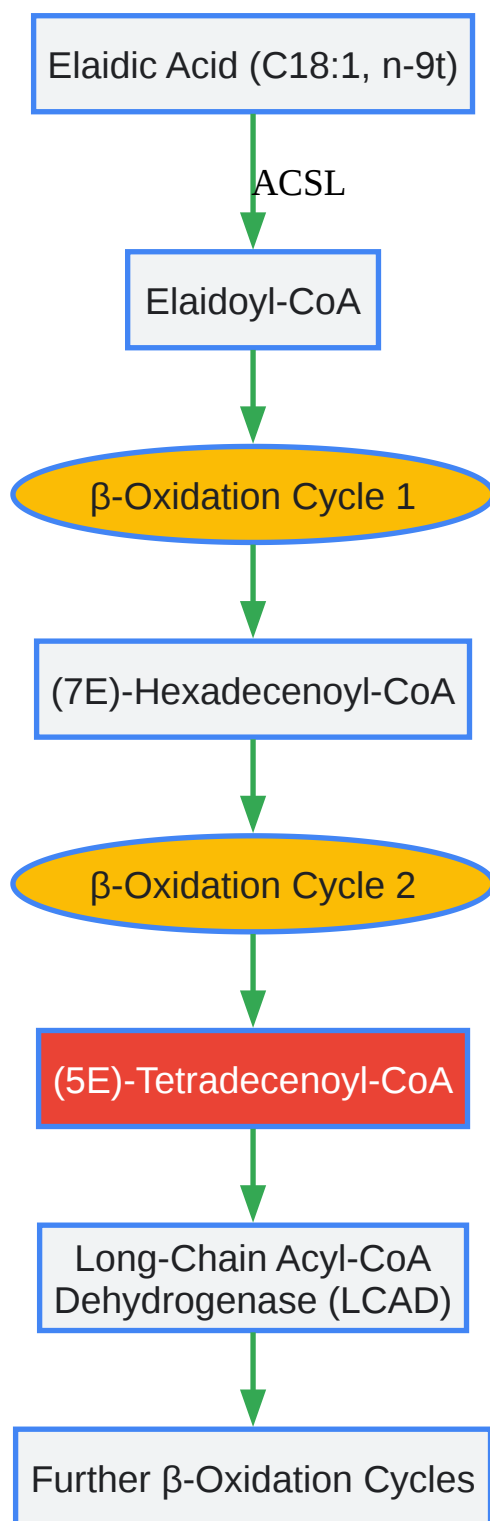 Elaidic Acid (C18:1, n-9t)
ACSL
Elaidoyl-CoA
β-Oxidation Cycle 1
(7E)-Hexadecenoyl-CoA
β-Oxidation Cycle 2
(5E)-Tetradecenoyl-CoA
Long-Chain Acyl-CoA
Dehydrogenase (LCAD)
Further β-Oxidation Cycles